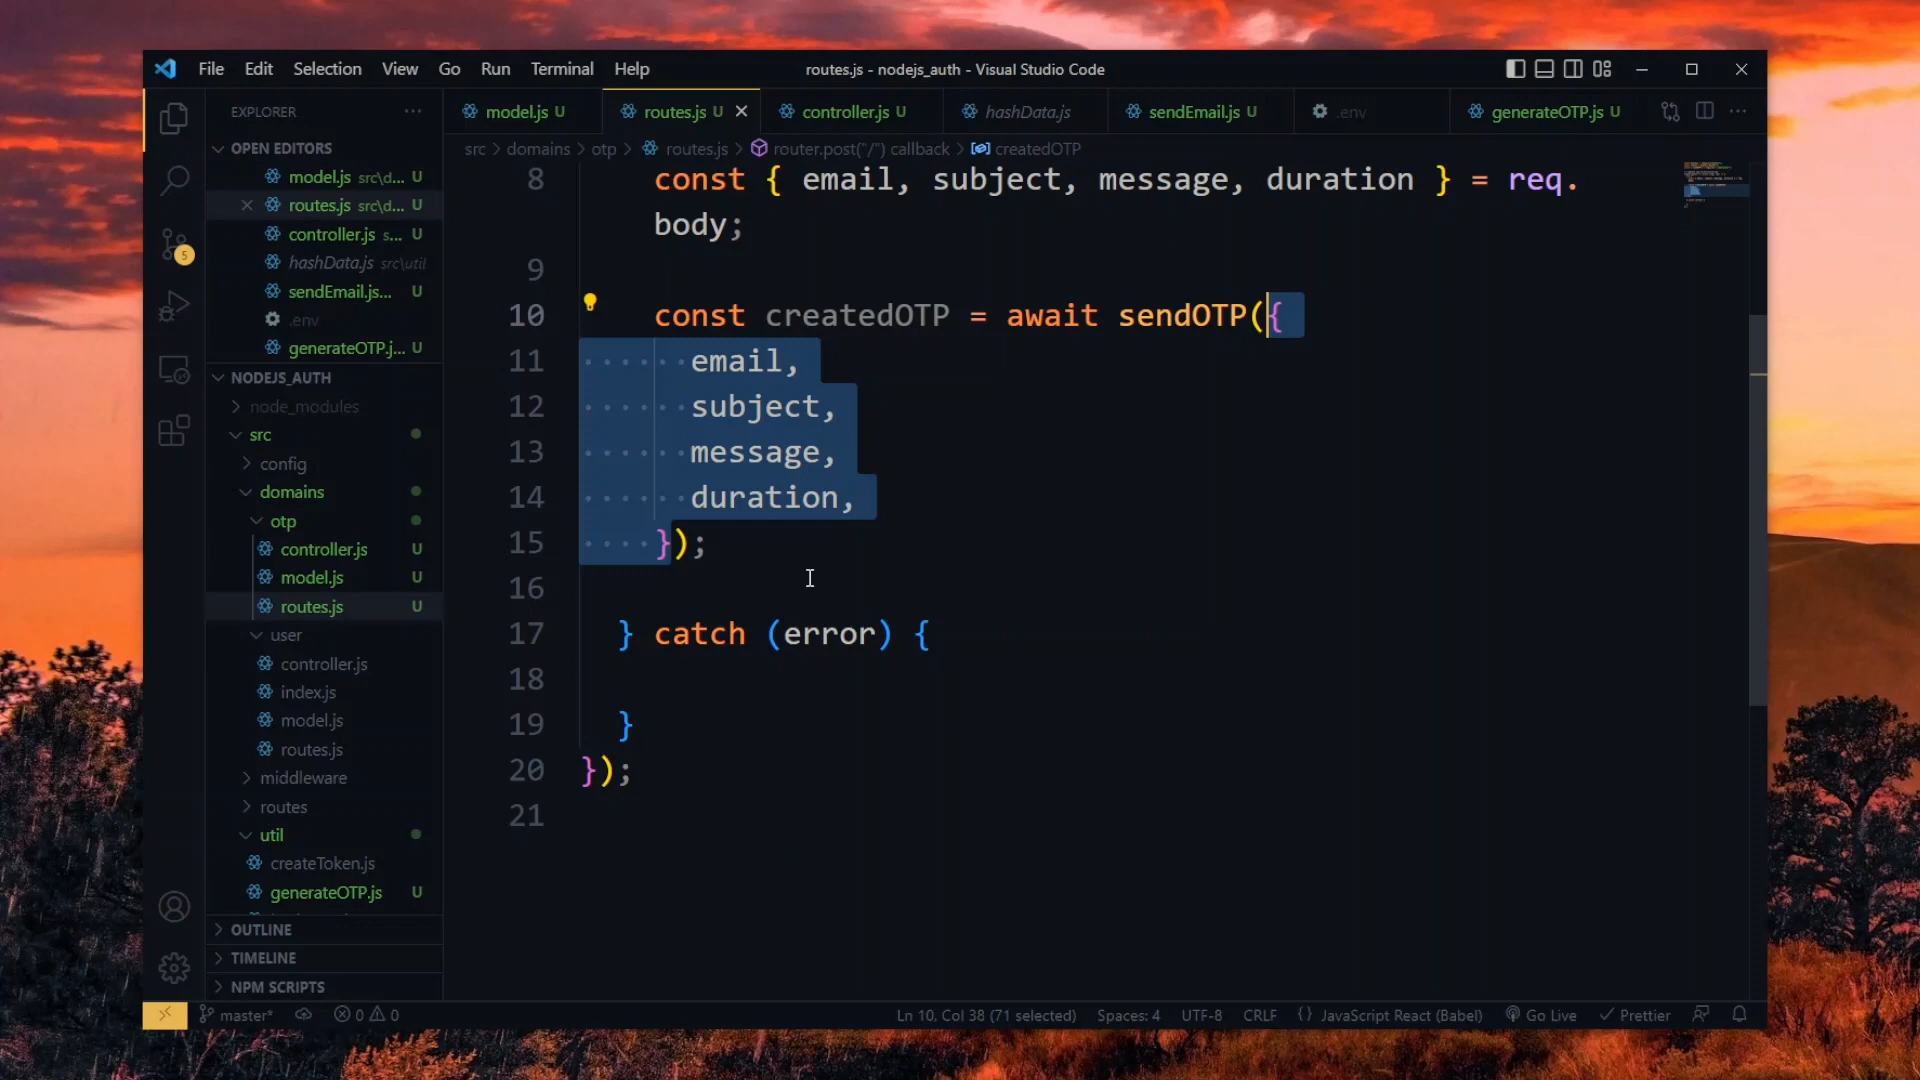 File Edit Selection View Go Run Terminal Help
routes.js - nodejs_auth - Visual Studio Code
EXPLORER
model.js U
routes.js U
controller.js U
hashData.js
sendEmail.js U
.env
generateOTP.js U
src > domains > otp > routes.js > router.post("/") callback > createdOTP
OPEN EDITORS
model.js src\d... U
routes.js src\d... U
controller.js s... U
hashData.js src\util
sendEmail.js... U
.env
generateOTP.j... U
NODEJS_AUTH
node_modules
src
config
domains
otp
controller.js U
model.js U
routes.js U
user
controller.js
index.js
model.js
routes.js
middleware
routes
util
createToken.js
generateOTP.js U
OUTLINE
TIMELINE
NPM SCRIPTS
5
8 const { email, subject, message, duration } = req.
body;
9
10 const createdOTP = await sendOTP({
11 email,
12 subject,
13 message,
14 duration,
15 });
16
17 } catch (error) {
18
19 }
20 });
21
master* 0 0 Ln 10, Col 38 (71 selected) Spaces: 4 UTF-8 CRLF {} JavaScript React (Babel) Go Live Prettier